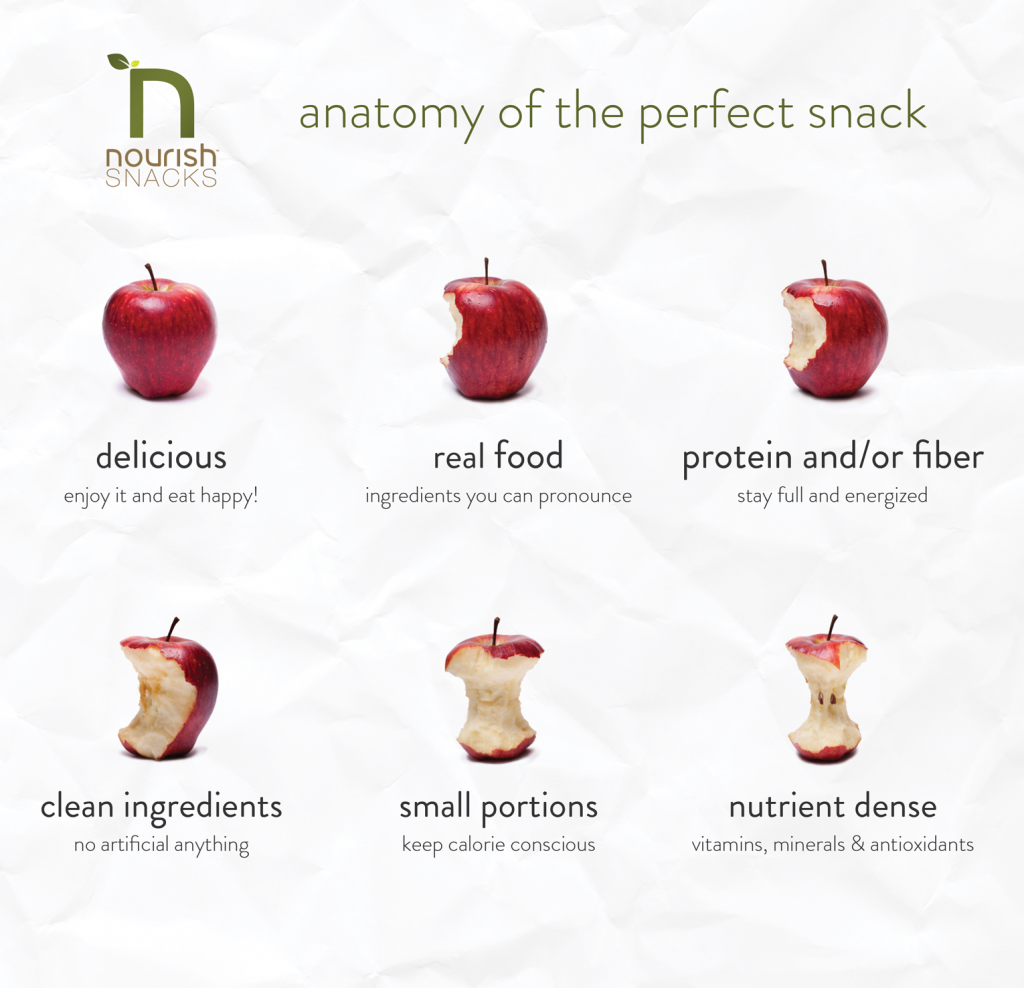 n
nourish™
SNACKS
anatomy of the perfect snack
delicious
enjoy it and eat happy!
real food
ingredients you can pronounce
protein and/or fiber
stay full and energized
clean ingredients
no artificial anything
small portions
keep calorie conscious
nutrient dense
vitamins, minerals & antioxidants